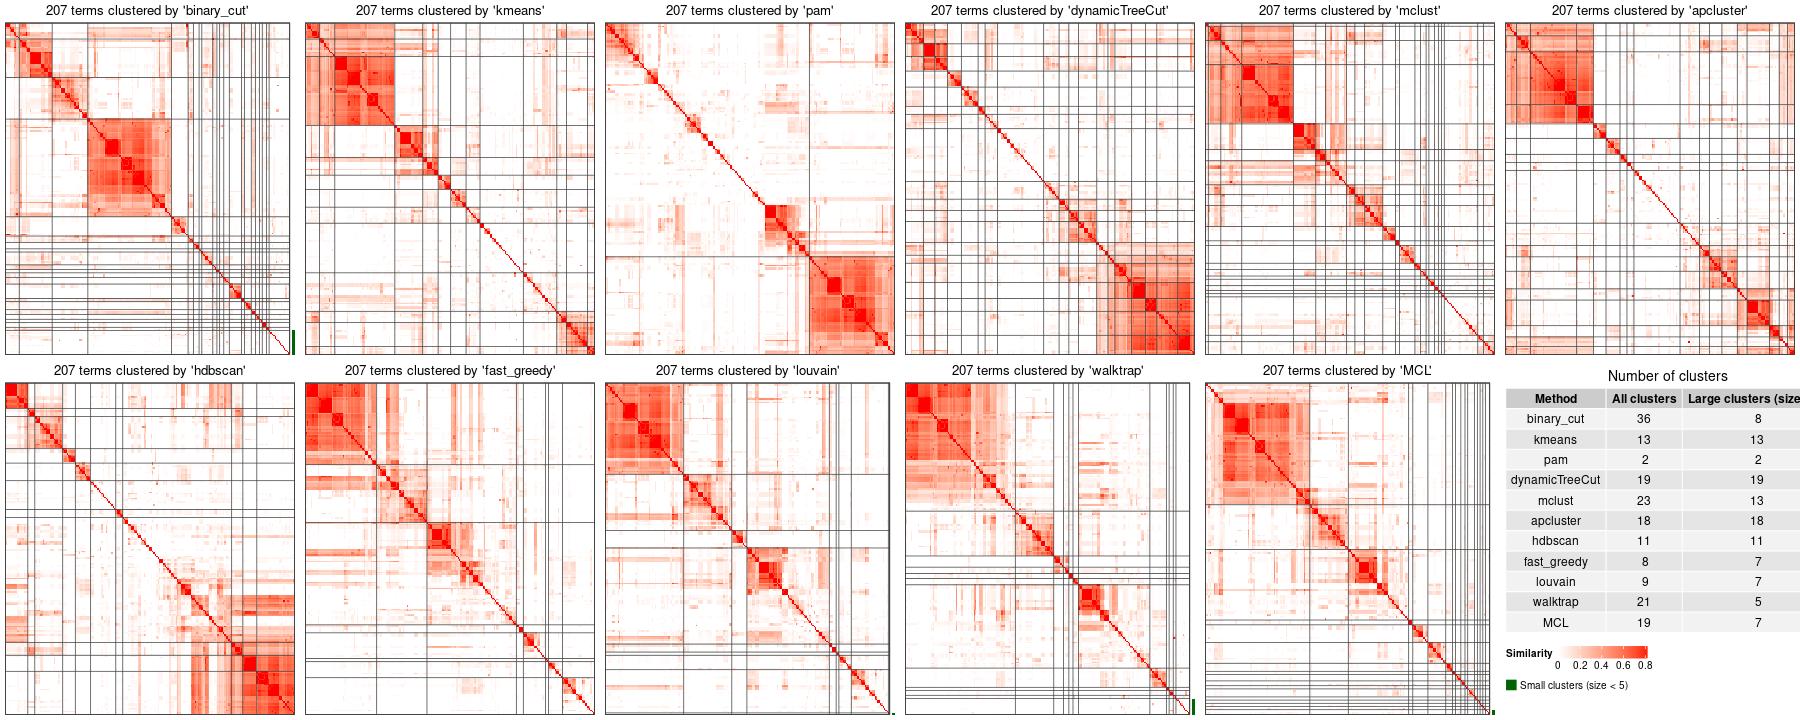 207 terms clustered by 'binary_cut'
207 terms clustered by 'kmeans'
207 terms clustered by 'pam'
207 terms clustered by 'dynamicTreeCut'
207 terms clustered by 'mclust'
207 terms clustered by 'apcluster'
207 terms clustered by 'hdbscan'
207 terms clustered by 'fast_greedy'
207 terms clustered by 'louvain'
207 terms clustered by 'walktrap'
207 terms clustered by 'MCL'
Number of clusters
Method All clusters Large clusters (size
binary_cut 36 8
kmeans 13 13
pam 2 2
dynamicTreeCut 19 19
mclust 23 13
apcluster 18 18
hdbscan 11 11
fast_greedy 8 7
louvain 9 7
walktrap 21 5
MCL 19 7
Similarity
0 0.2 0.4 0.6 0.8
Small clusters (size < 5)